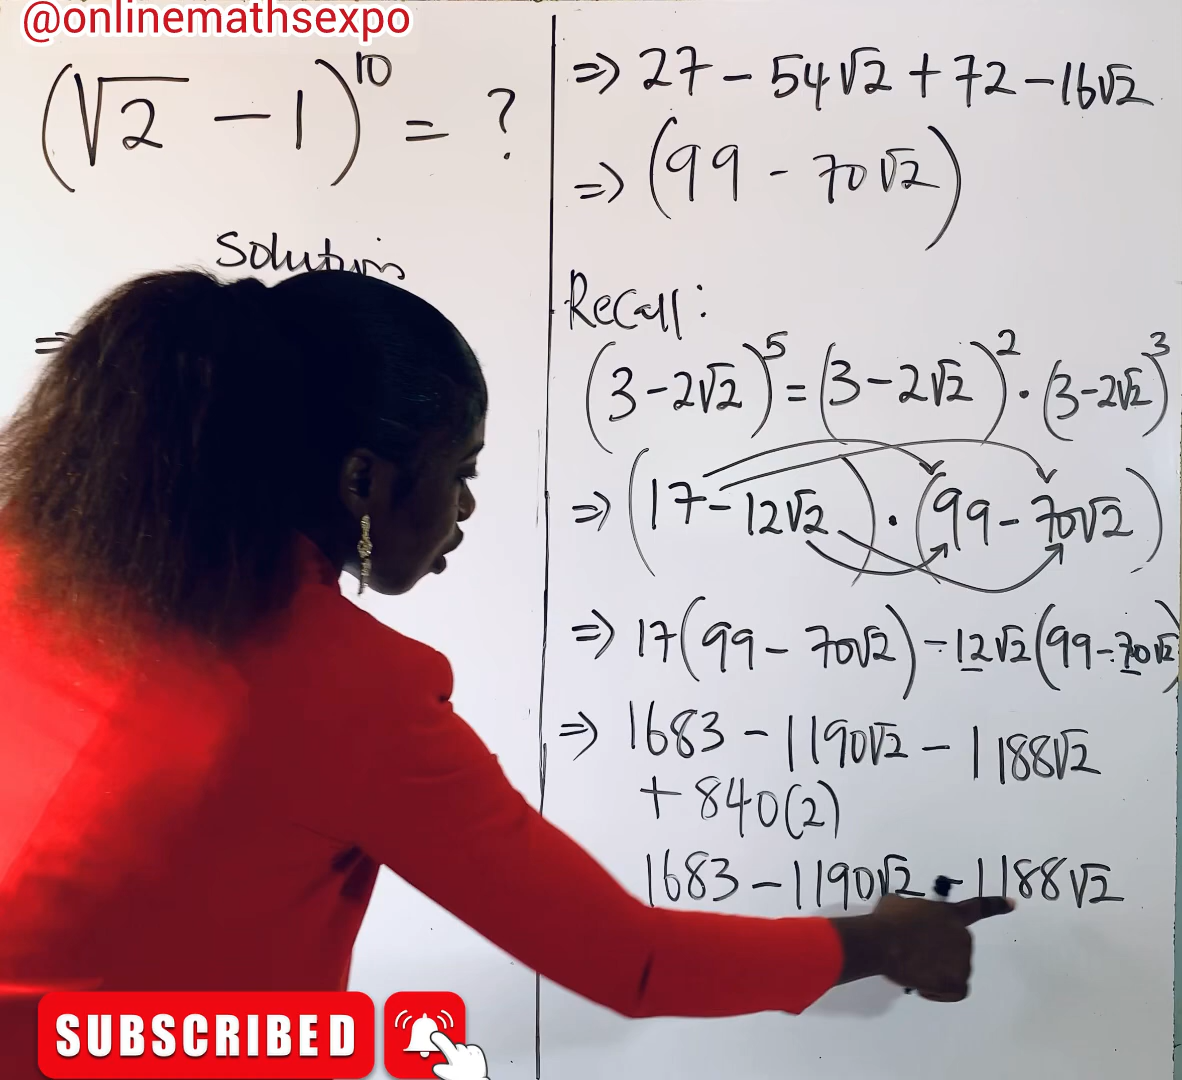 @onlinemathsexpo
(√2 - 1)^10 = ?
Solution
⇒
⇒ 27 - 54√2 + 72 - 16√2
⇒ (99 - 70√2)
Recall:
(3 - 2√2)^5 = (3 - 2√2)^2 · (3 - 2√2)^3
⇒ (17 - 12√2) · (99 - 70√2)
⇒ 17(99 - 70√2) - 12√2(99 - 70√2)
⇒ 1683 - 1190√2 - 1188√2
+ 840(2)
1683 - 1190√2 - 1188√2
SUBSCRIBED